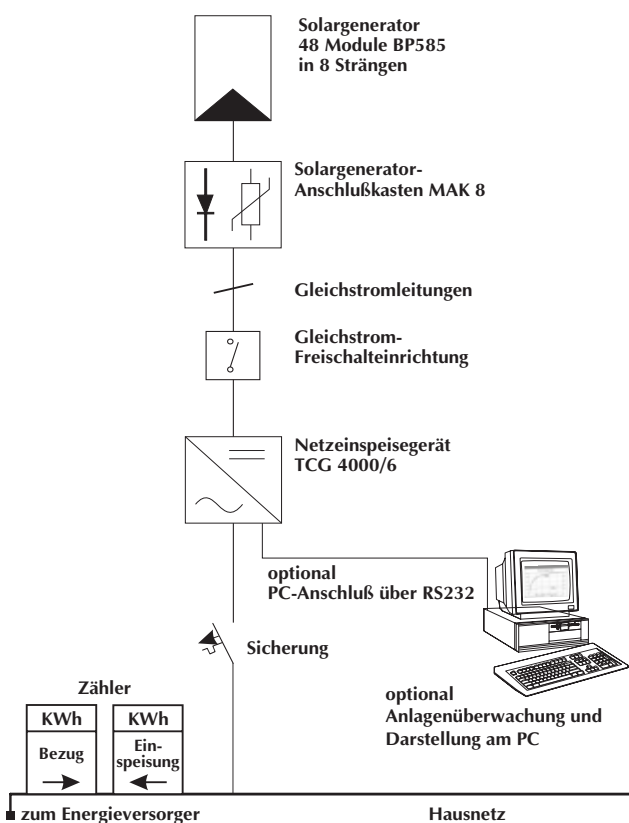 Solargenerator
48 Module BP585
in 8 Strängen
Solargenerator-
Anschlußkasten MAK 8
Gleichstromleitungen
Gleichstrom-
Freischalteinrichtung
Netzeinspeisegerät
TCG 4000/6
optional
PC-Anschluß über RS232
Sicherung
optional
Anlagenüberwachung und
Darstellung am PC
Zähler
KWh
Bezug
KWh
Ein-
speisung
zum Energieversorger
Hausnetz